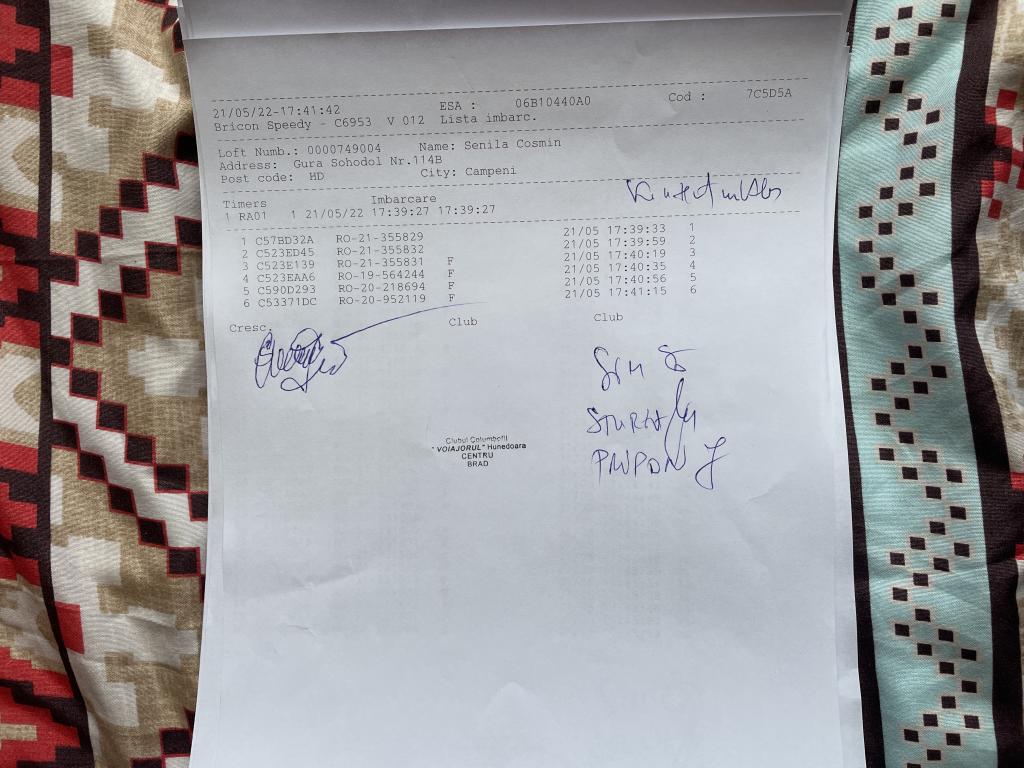 21/05/22-17:41:42 ESA : 06B10440A0 Cod : 7C5D5A
Bricon Speedy - C6953 V 012 Lista imbarc.
Loft Numb.: 0000749004 Name: Senila Cosmin
Address: Gura Sohodol Nr.114B
Post code: HD City: Campeni
Timers Imbarcare
1 RA01 1 21/05/22 17:39:27 17:39:27
1 C57BD32A RO-21-355829 21/05 17:39:33 1
2 C523ED45 RO-21-355832 21/05 17:39:59 2
3 C523E139 RO-21-355831 F 21/05 17:40:19 3
4 C523EAA6 RO-19-564244 F 21/05 17:40:35 4
5 C590D293 RO-20-218694 F 21/05 17:40:56 5
6 C53371DC RO-20-952119 F 21/05 17:41:15 6
Cresc. Club Club
Clubul Columbofil
"VOIAJORUL" Hunedoara
CENTRU
BRAD